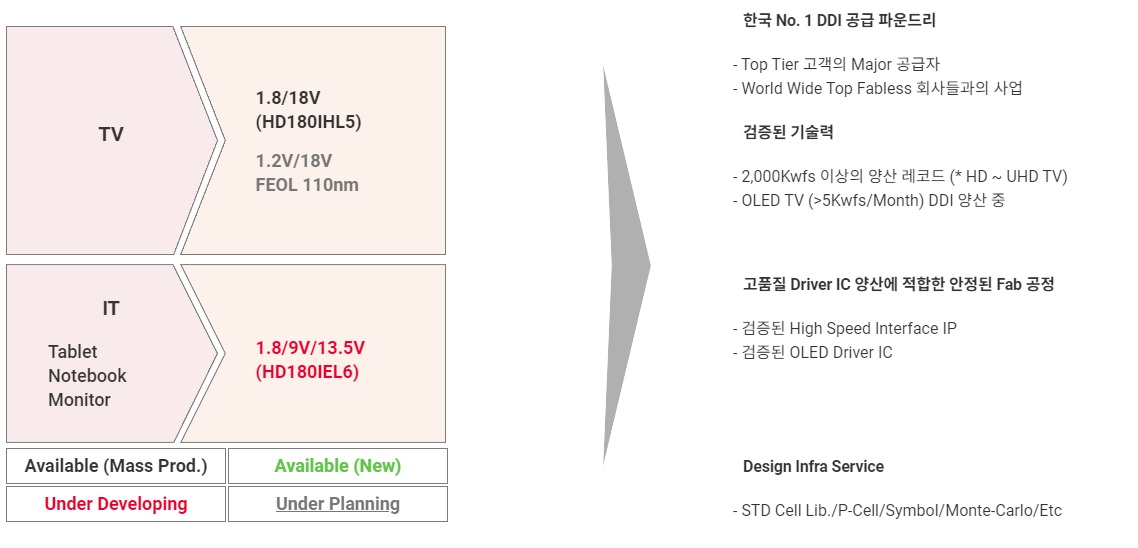 TV
1.8/18V
(HD180IHL5)
1.2V/18V
FEOL 110nm
IT
Tablet
Notebook
Monitor
1.8/9V/13.5V
(HD180IEL6)
Available (Mass Prod.)
Available (New)
Under Developing
Under Planning
한국 No. 1 DDI 공급 파운드리
- Top Tier 고객의 Major 공급자
- World Wide Top Fabless 회사들과의 사업
검증된 기술력
- 2,000Kwfs 이상의 양산 레코드 (* HD ~ UHD TV)
- OLED TV (>5Kwfs/Month) DDI 양산 중
고품질 Driver IC 양산에 적합한 안정된 Fab 공정
- 검증된 High Speed Interface IP
- 검증된 OLED Driver IC
Design Infra Service
- STD Cell Lib./P-Cell/Symbol/Monte-Carlo/Etc